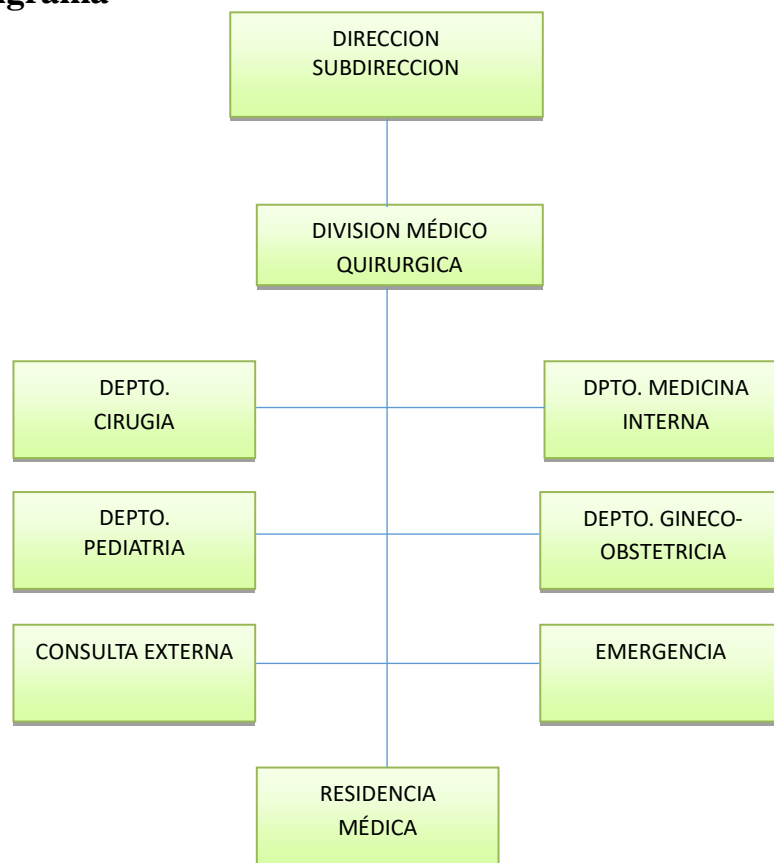 DIRECCION
SUBDIRECCION
DIVISION MÉDICO
QUIRURGICA
DEPTO.
CIRUGIA
DPTO. MEDICINA
INTERNA
DEPTO.
PEDIATRIA
DEPTO. GINECO-
OBSTETRICIA
CONSULTA EXTERNA
EMERGENCIA
RESIDENCIA
MÉDICA